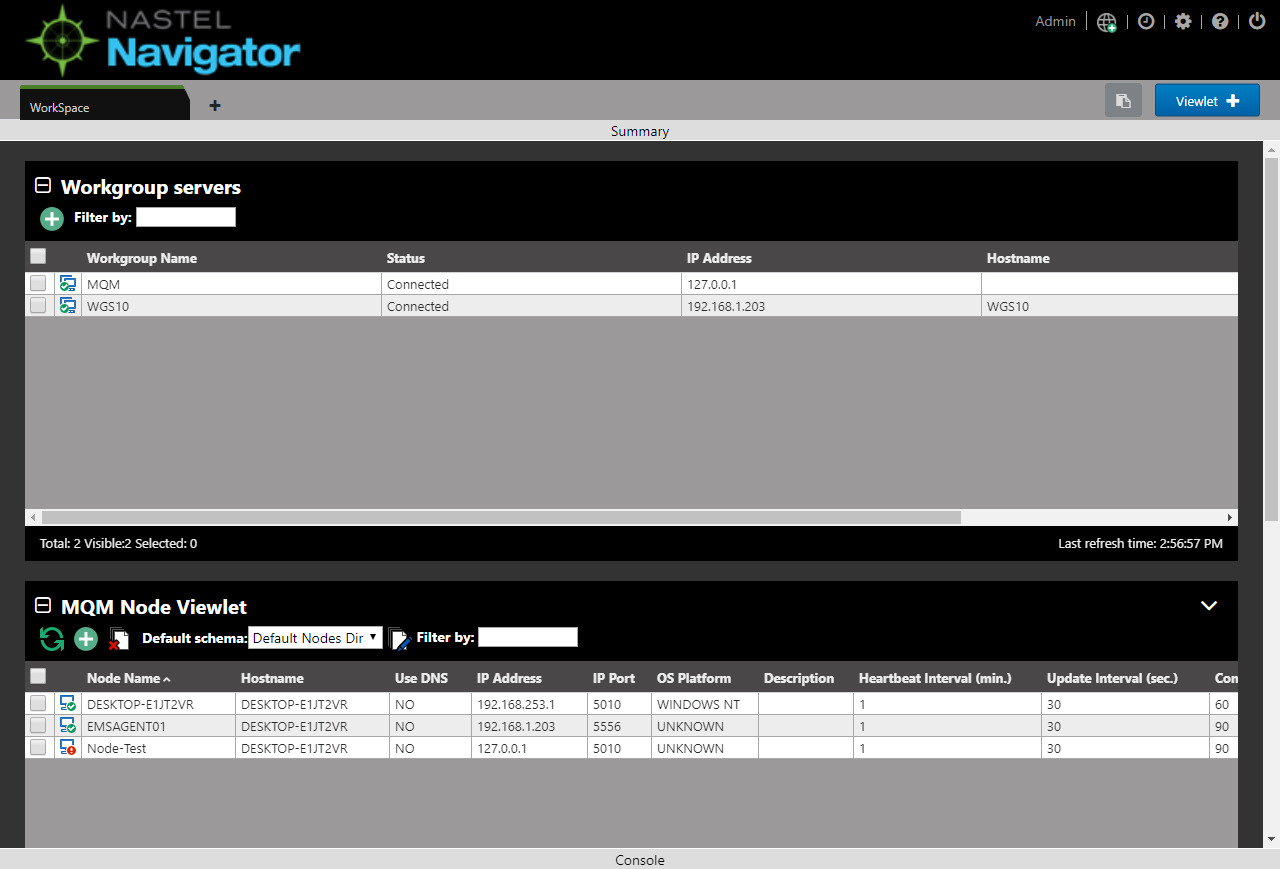 NASTEL
Navigator
Admin
WorkSpace
Viewlet
Summary
Workgroup servers
Filter by:
Workgroup Name Status IP Address Hostname
MQM Connected 127.0.0.1
WGS10 Connected 192.168.1.203 WGS10
Total: 2 Visible:2 Selected: 0 Last refresh time: 2:56:57 PM
MQM Node Viewlet
Default schema: Default Nodes Dir Filter by:
Node Name Hostname Use DNS IP Address IP Port OS Platform Description Heartbeat Interval (min.) Update Interval (sec.) Con
DESKTOP-E1JT2VR DESKTOP-E1JT2VR NO 192.168.253.1 5010 WINDOWS NT 1 30 60
EMSAGENT01 DESKTOP-E1JT2VR NO 192.168.1.203 5556 UNKNOWN 1 30 90
Node-Test DESKTOP-E1JT2VR NO 127.0.0.1 5010 UNKNOWN 1 30 90
Console